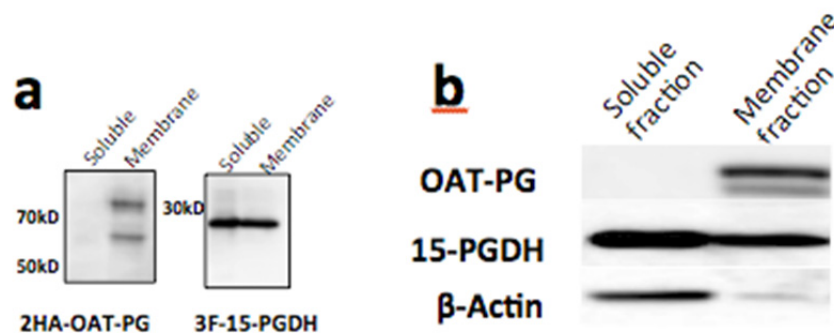 a
Soluble
Membrane
Soluble
Membrane
70kD
50kD
30kD
2HA-OAT-PG
3F-15-PGDH
b
Soluble
fraction
Membrane
fraction
OAT-PG
15-PGDH
β-Actin